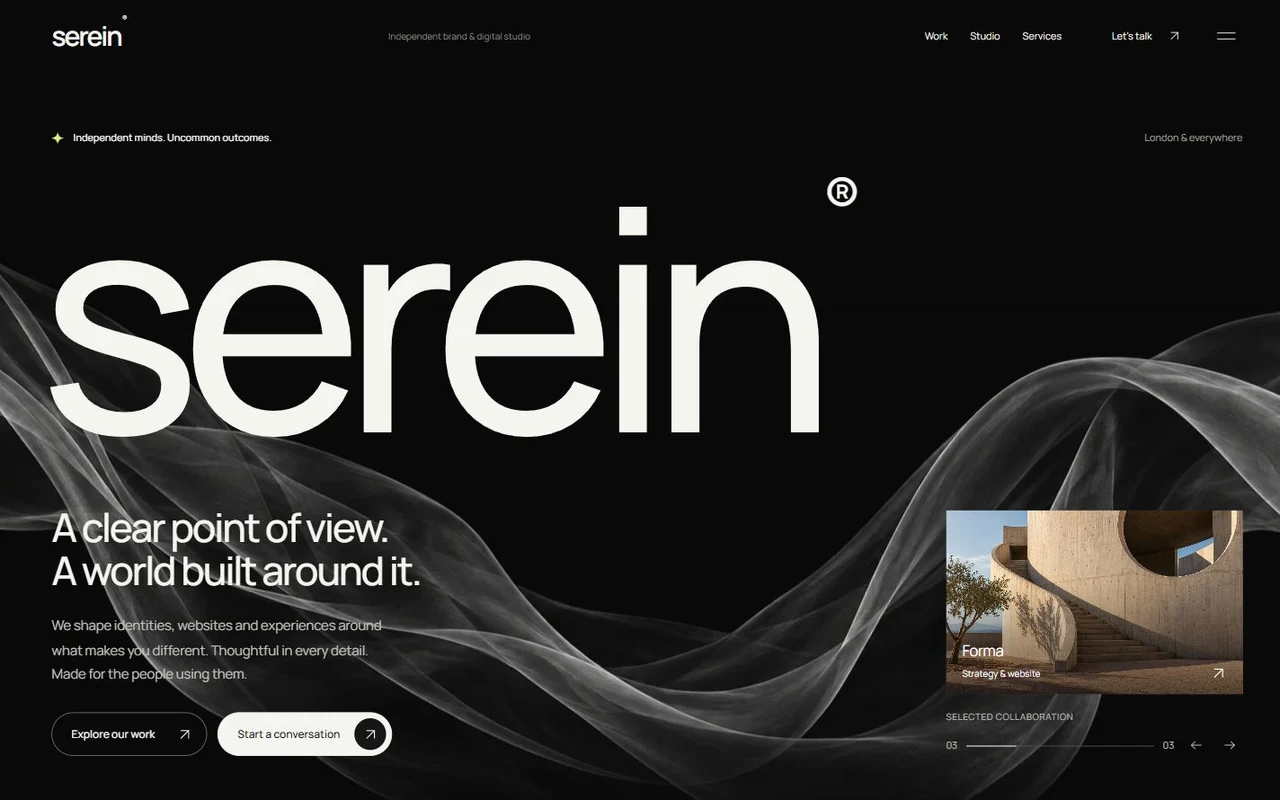 serein®
Independent brand & digital studio
Work
Studio
Services
Let's talk
Independent minds. Uncommon outcomes.
London & everywhere
serein®
A clear point of view.
A world built around it.
We shape identities, websites and experiences around
what makes you different. Thoughtful in every detail.
Made for the people using them.
Explore our work
Start a conversation
Forma
Strategy & website
SELECTED COLLABORATION
03
03